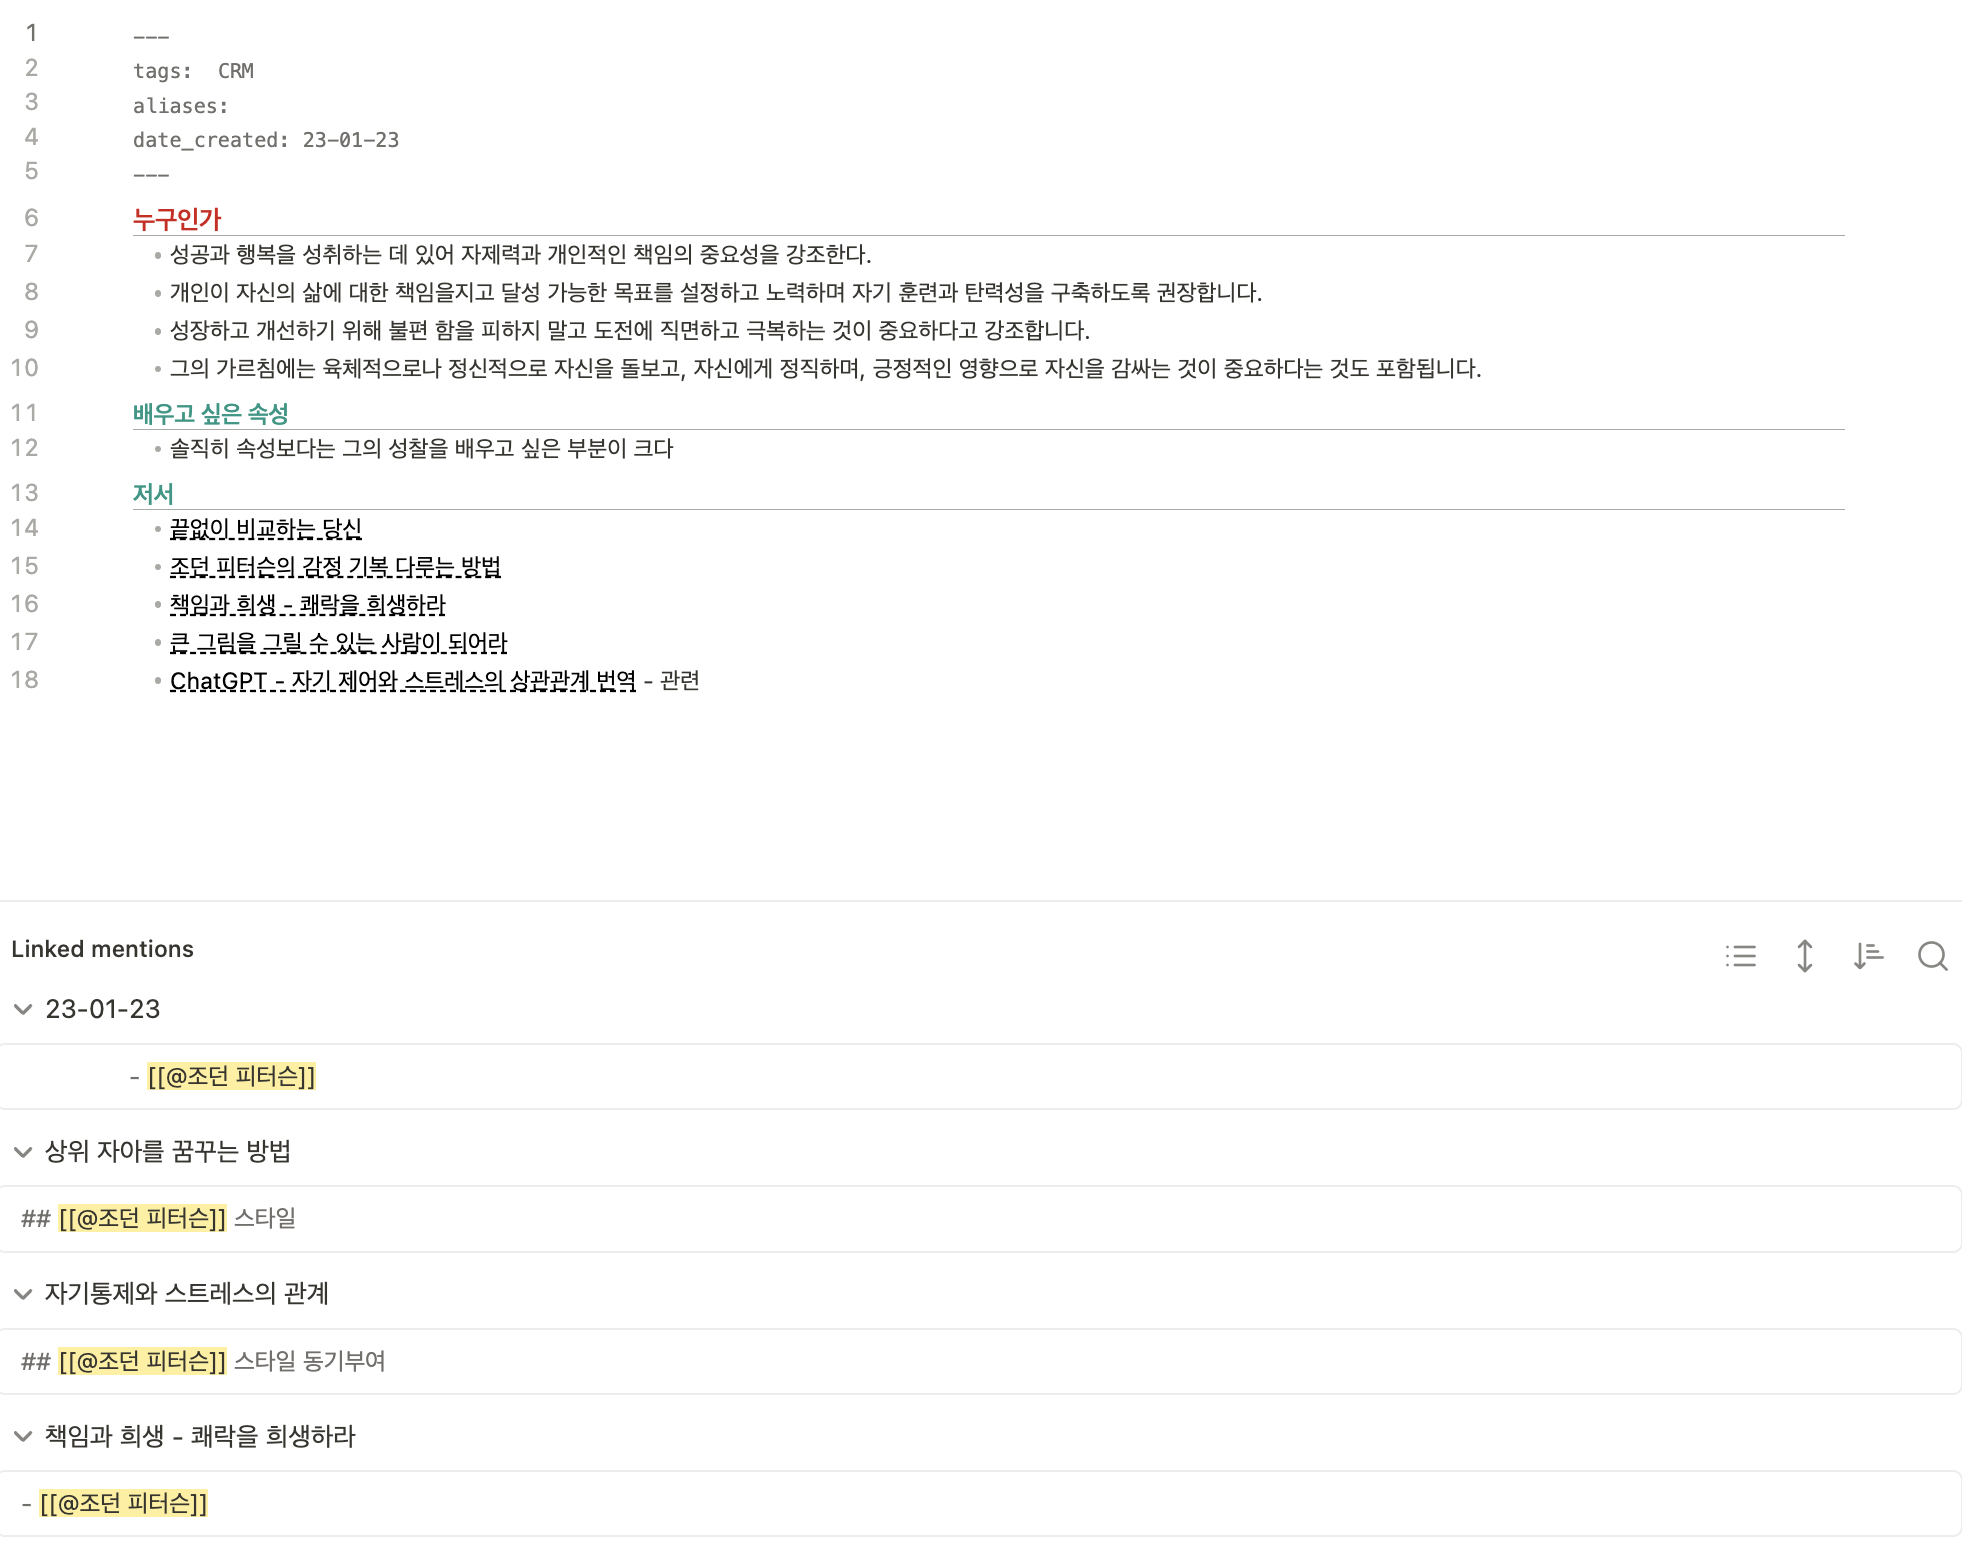 1 ---
2 tags:  CRM
3 aliases:
4 date_created: 23-01-23
5 ---
6 누구인가
7 • 성공과 행복을 성취하는 데 있어 자제력과 개인적인 책임의 중요성을 강조한다.
8 • 개인이 자신의 삶에 대한 책임을지고 달성 가능한 목표를 설정하고 노력하며 자기 훈련과 탄력성을 구축하도록 권장합니다.
9 • 성장하고 개선하기 위해 불편 함을 피하지 말고 도전에 직면하고 극복하는 것이 중요하다고 강조합니다.
10 • 그의 가르침에는 육체적으로나 정신적으로 자신을 돌보고, 자신에게 정직하며, 긍정적인 영향으로 자신을 감싸는 것이 중요하다는 것도 포함됩니다.
11 배우고 싶은 속성
12 • 솔직히 속성보다는 그의 성찰을 배우고 싶은 부분이 크다
13 저서
14 • 끝없이 비교하는 당신
15 • 조던 피터슨의 감정 기복 다루는 방법
16 • 책임과 희생 - 쾌락을 희생하라
17 • 큰 그림을 그릴 수 있는 사람이 되어라
18 • ChatGPT - 자기 제어와 스트레스의 상관관계 번역 - 관련
Linked mentions
23-01-23
- [[@조던 피터슨]]
상위 자아를 꿈꾸는 방법
## [[@조던 피터슨]] 스타일
자기통제와 스트레스의 관계
## [[@조던 피터슨]] 스타일 동기부여
책임과 희생 - 쾌락을 희생하라
- [[@조던 피터슨]]